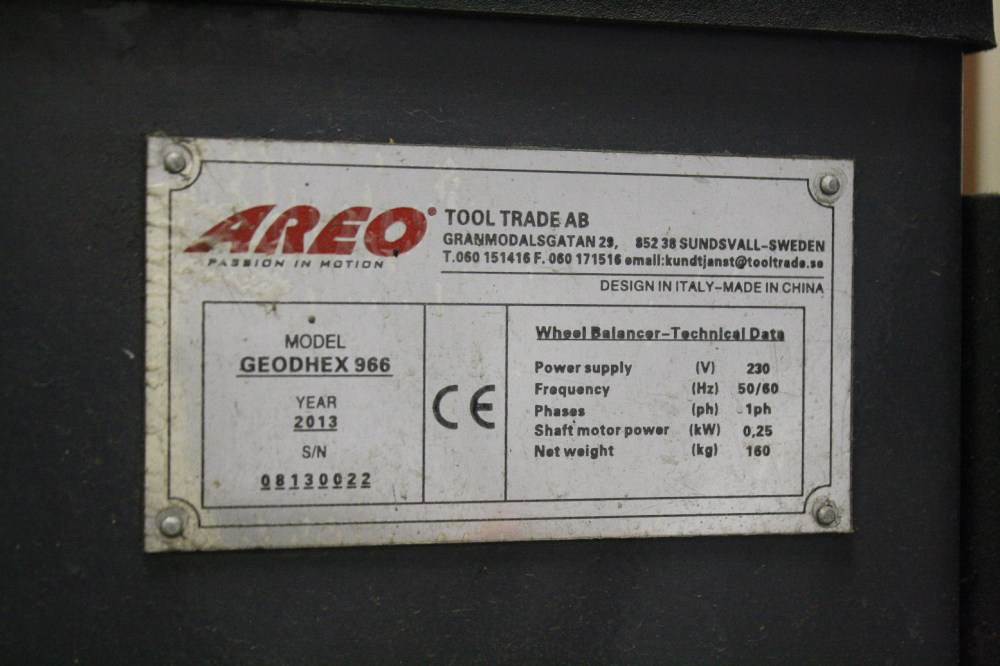 AREO®
PASSION IN MOTION
TOOL TRADE AB
GRANMODALSGATAN 29, 852 38 SUNDSVALL-SWEDEN
T.060 151416 F. 060 171516 email:kundtjanst@tooltrade.se
DESIGN IN ITALY-MADE IN CHINA
MODEL
GEODHEX 966
YEAR
2013
S/N
08130022
CE
Wheel Balancer-Technical Data
Power supply (V) 230
Frequency (Hz) 50/60
Phases (ph) 1ph
Shaft motor power (kW) 0,25
Net weight (kg) 160